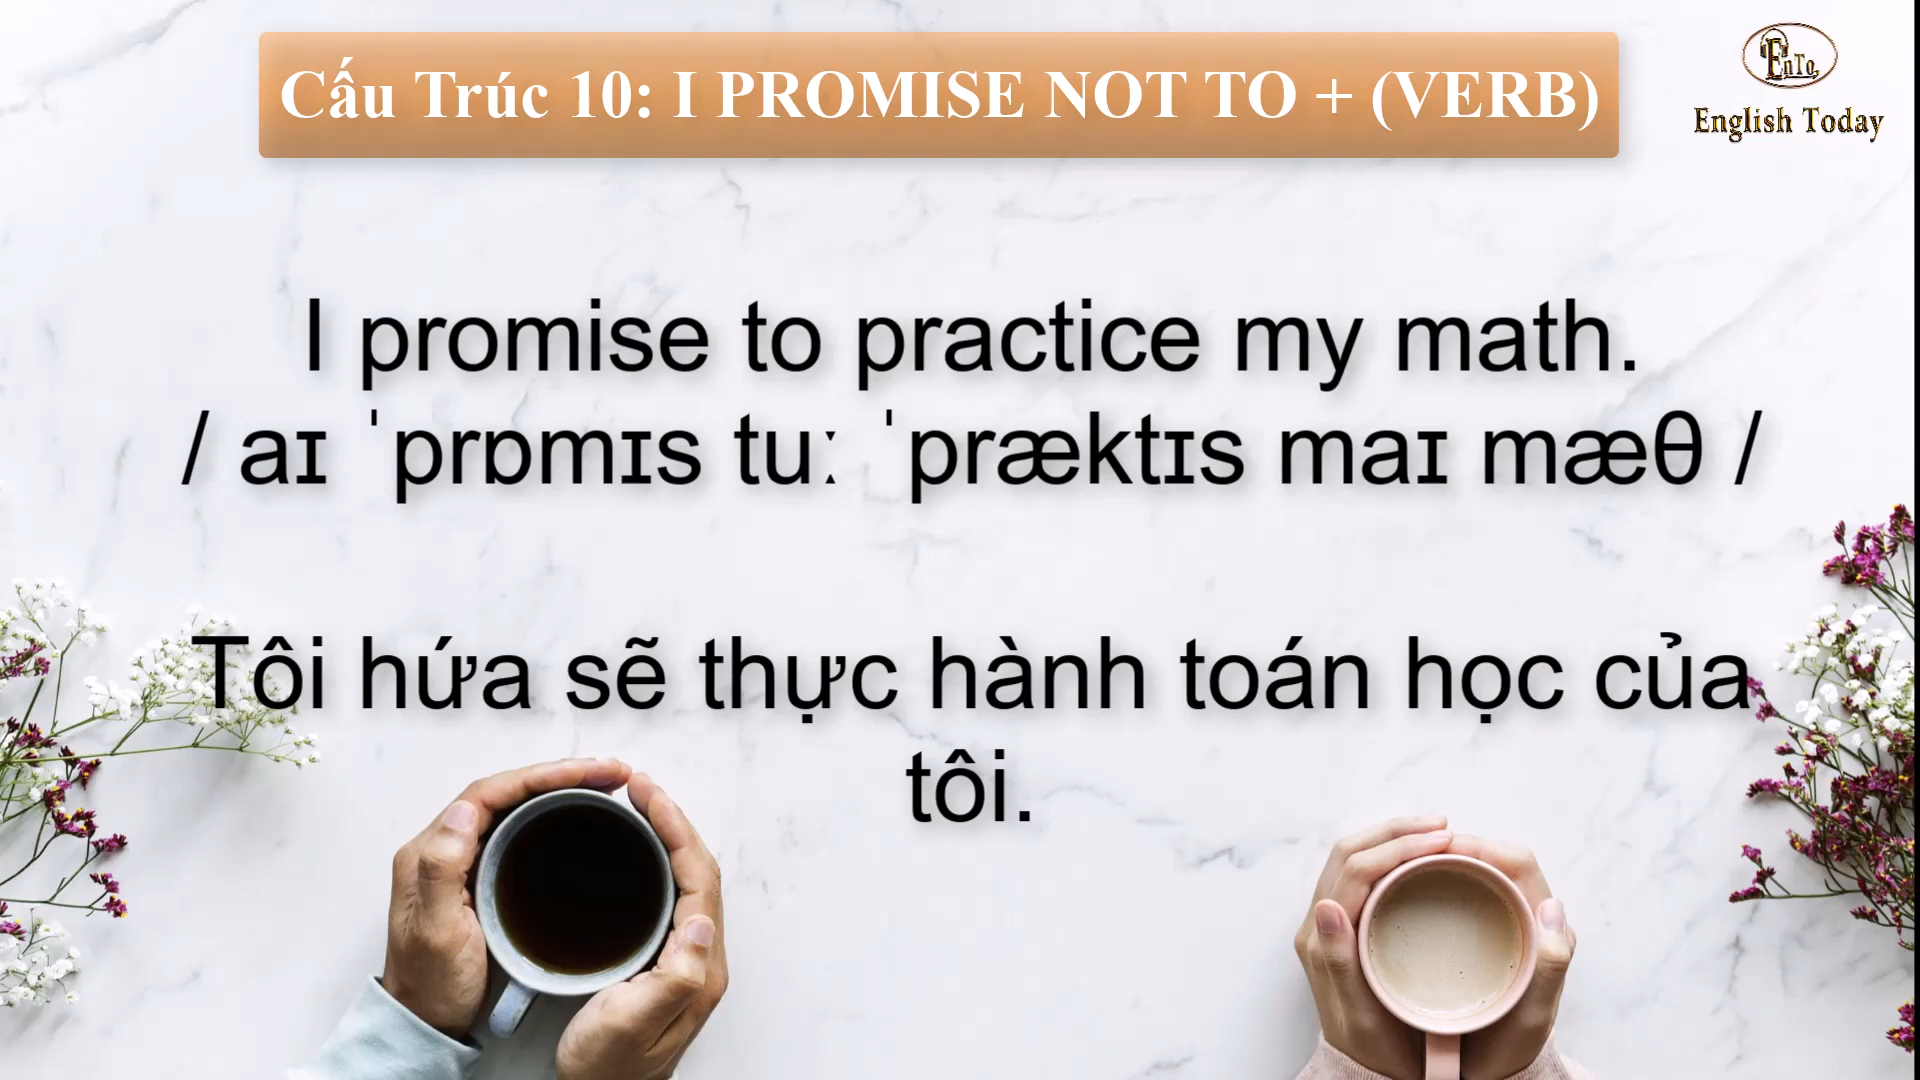 Cấu Trúc 10: I PROMISE NOT TO + (VERB)
EnTo
English Today
I promise to practice my math.
/ aɪ ˈprɒmɪs tuː ˈpræktɪs maɪ mæθ /
Tôi hứa sẽ thực hành toán học của
tôi.